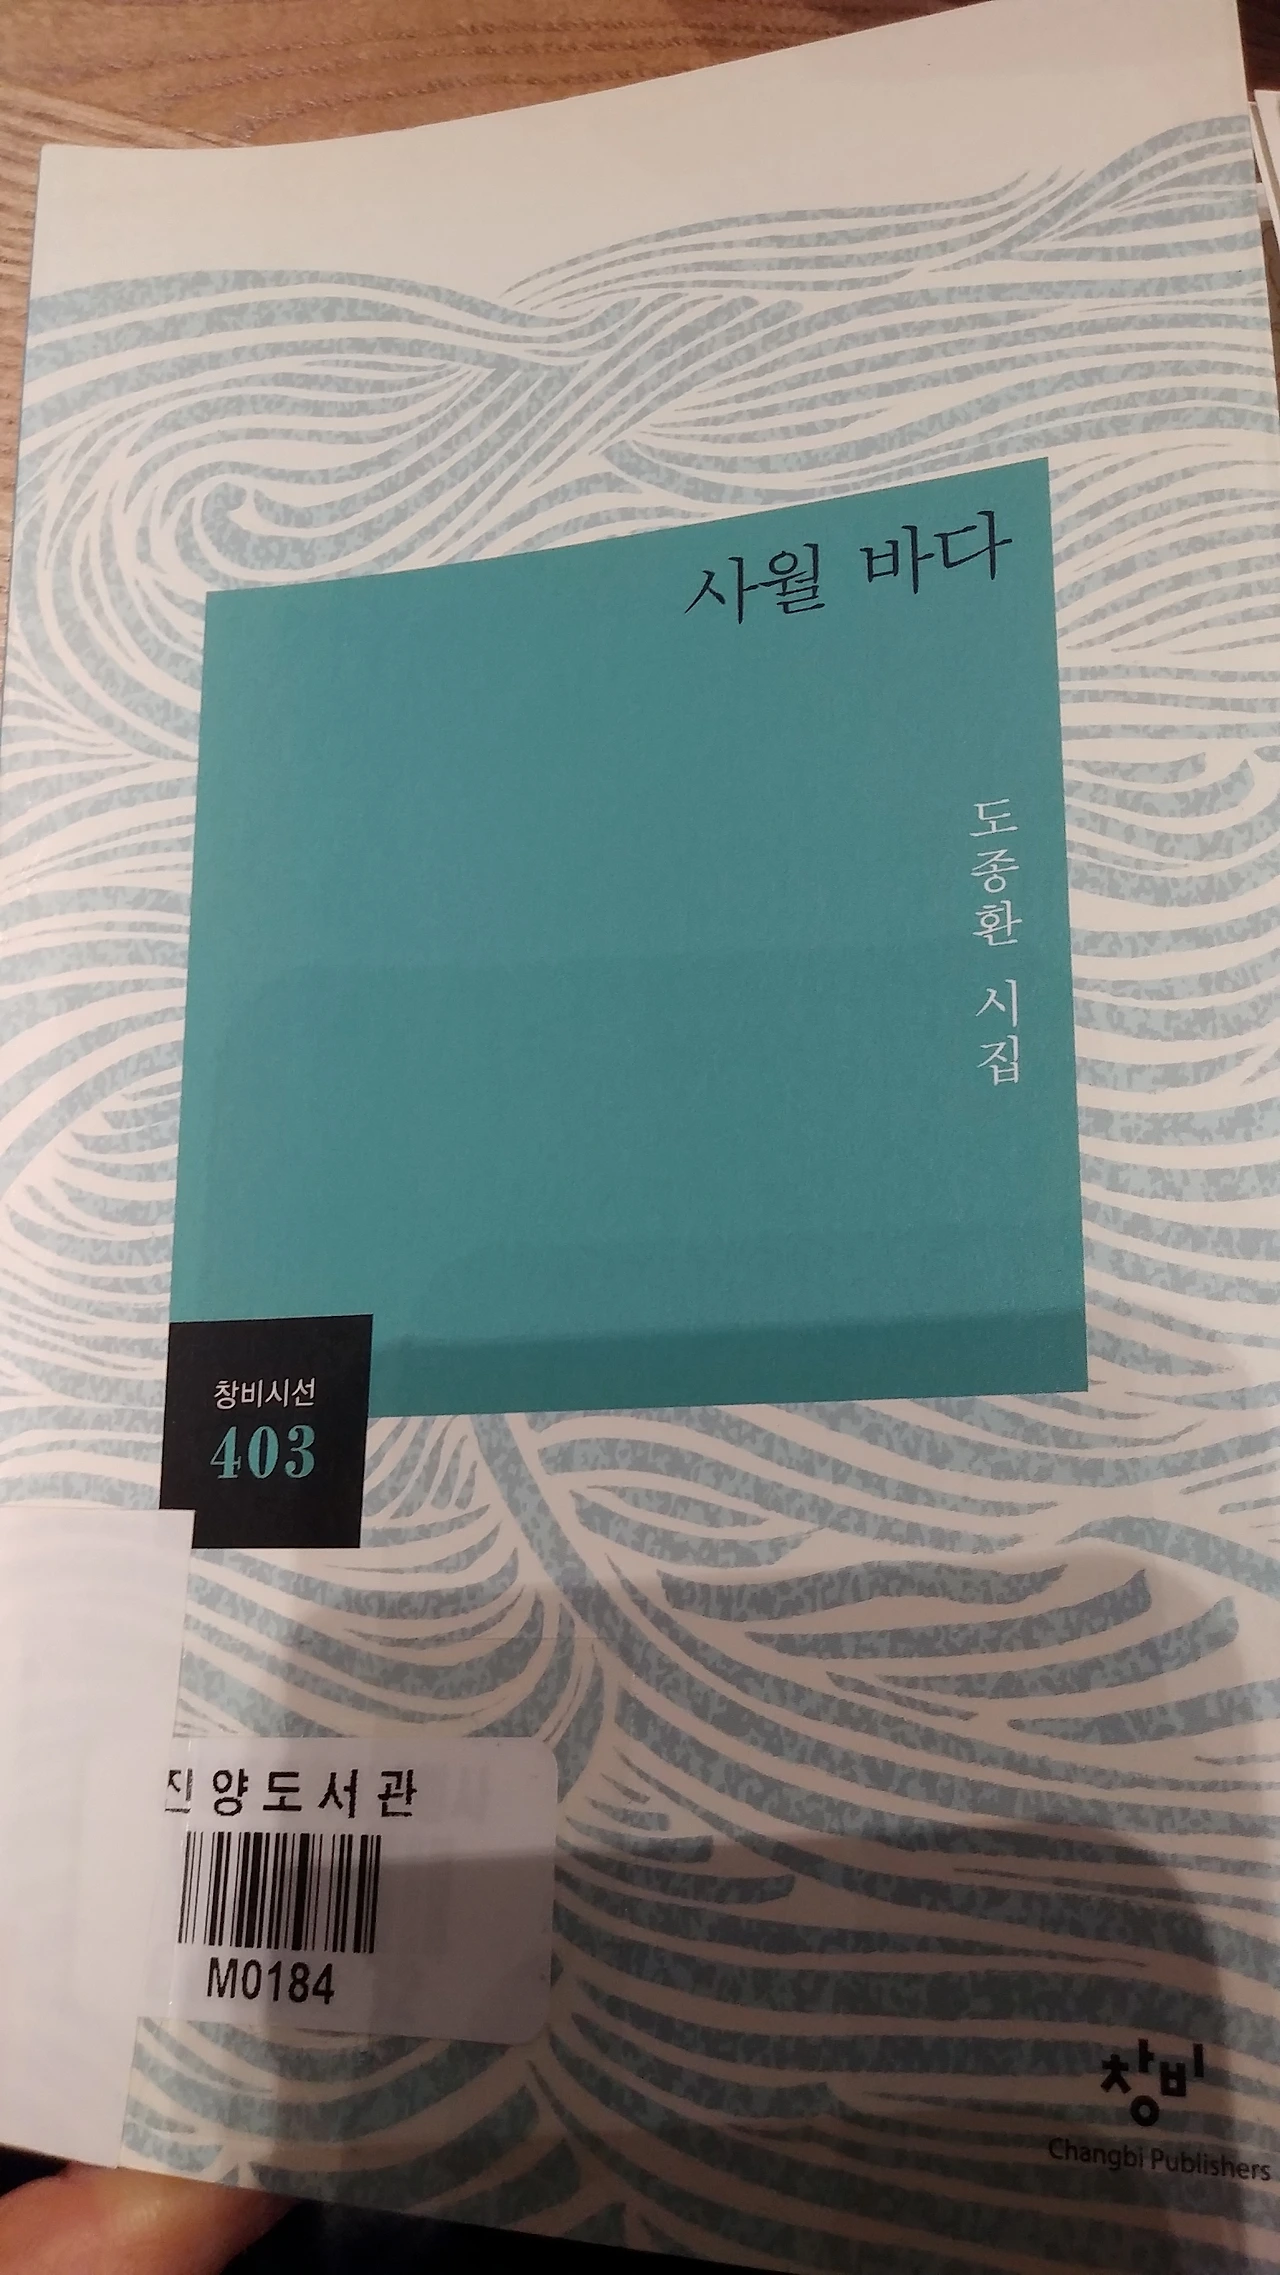 사월 바다
도종환 시집
창비시선
403
진양도서관
M0184
창비
Changbi Publishers